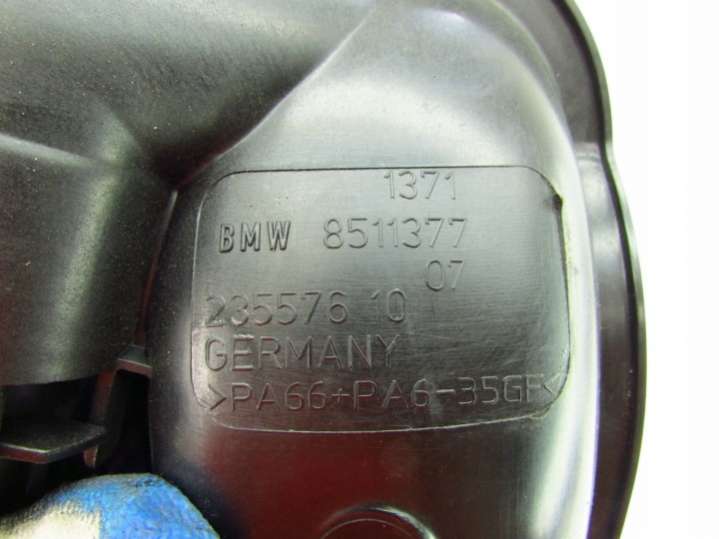 1371
BMW 8511377
07
235576 10
GERMANY
>PA66+PA6-35GF<